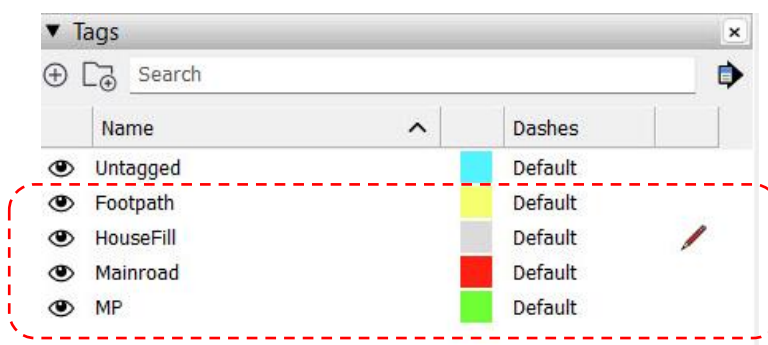 Tags
Search
Name Dashes
Untagged Default
Footpath Default
HouseFill Default
Mainroad Default
MP Default